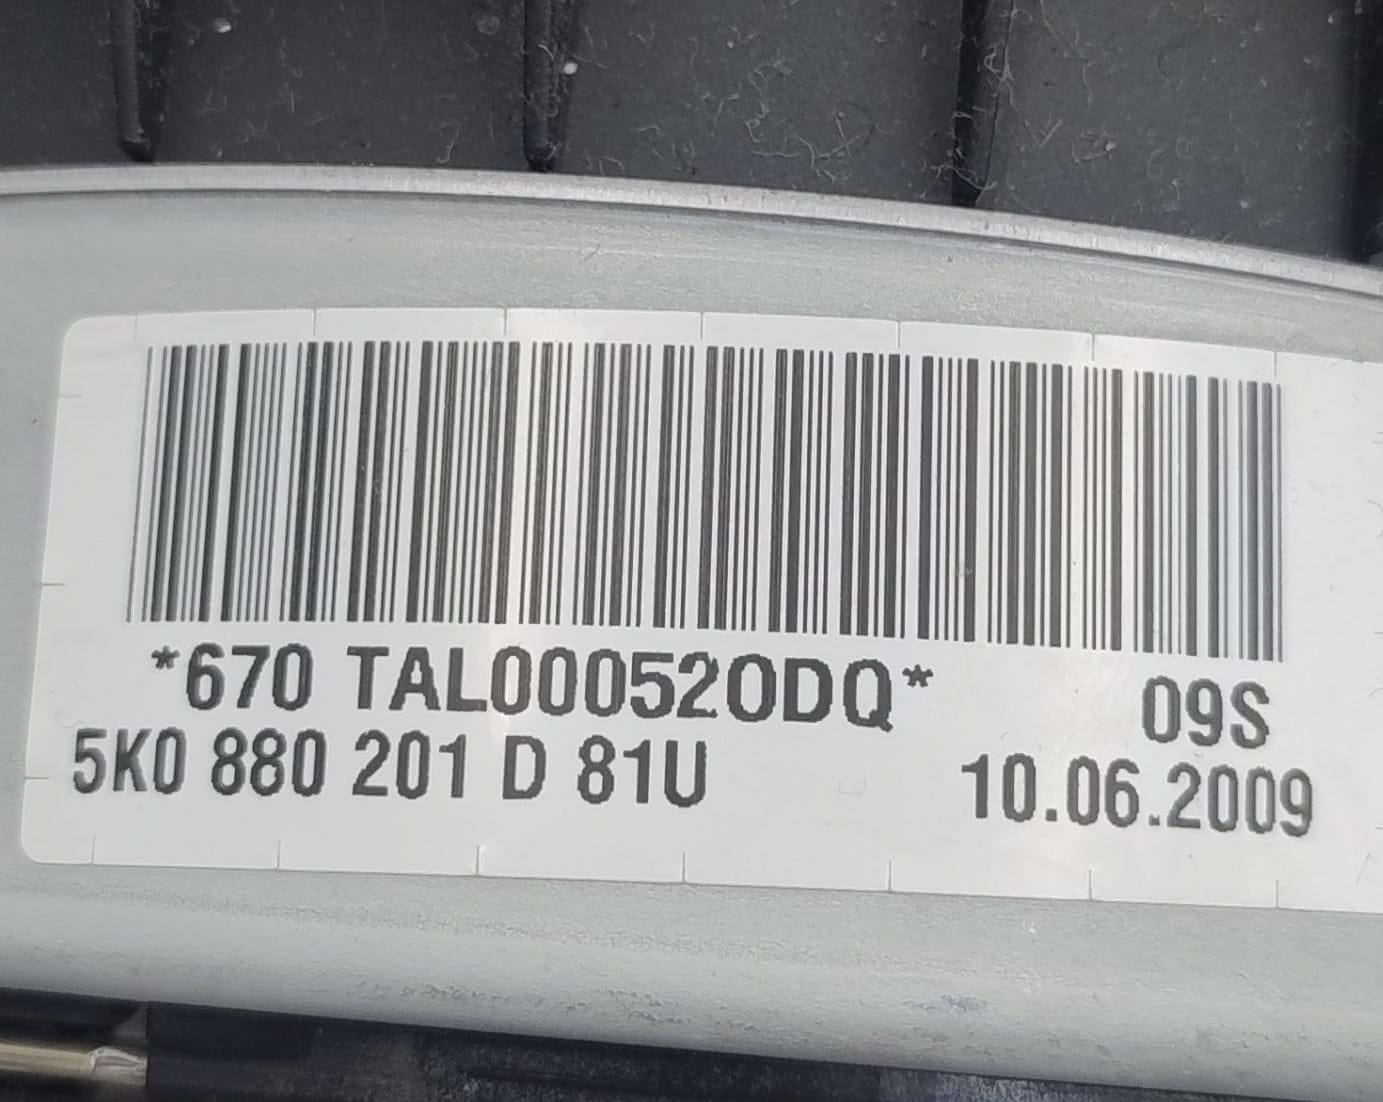 *670 TAL000520DQ* 09S
5K0 880 201 D 81U 10.06.2009